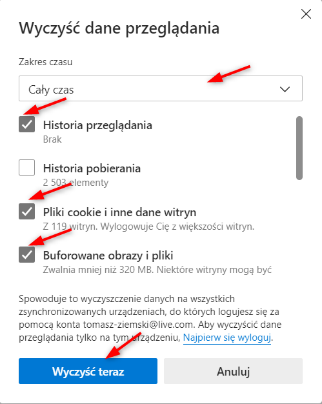 Wyczyść dane przeglądania
Zakres czasu
Cały czas
Historia przeglądania
Brak
Historia pobierania
2 503 elementy
Pliki cookie i inne dane witryn
Z 119 witryn. Wylogowuje Cię z większości witryn.
Buforowane obrazy i pliki
Zwalnia mniej niż 320 MB. Niektóre witryny mogą być
Spowoduje to wyczyszczenie danych na wszystkich
zsynchronizowanych urządzeniach, do których logujesz się za
pomocą konta tomasz-ziemski@live.com. Aby wyczyścić dane
przeglądania tylko na tym urządzeniu, Najpierw się wyloguj.
Wyczyść teraz
Anuluj